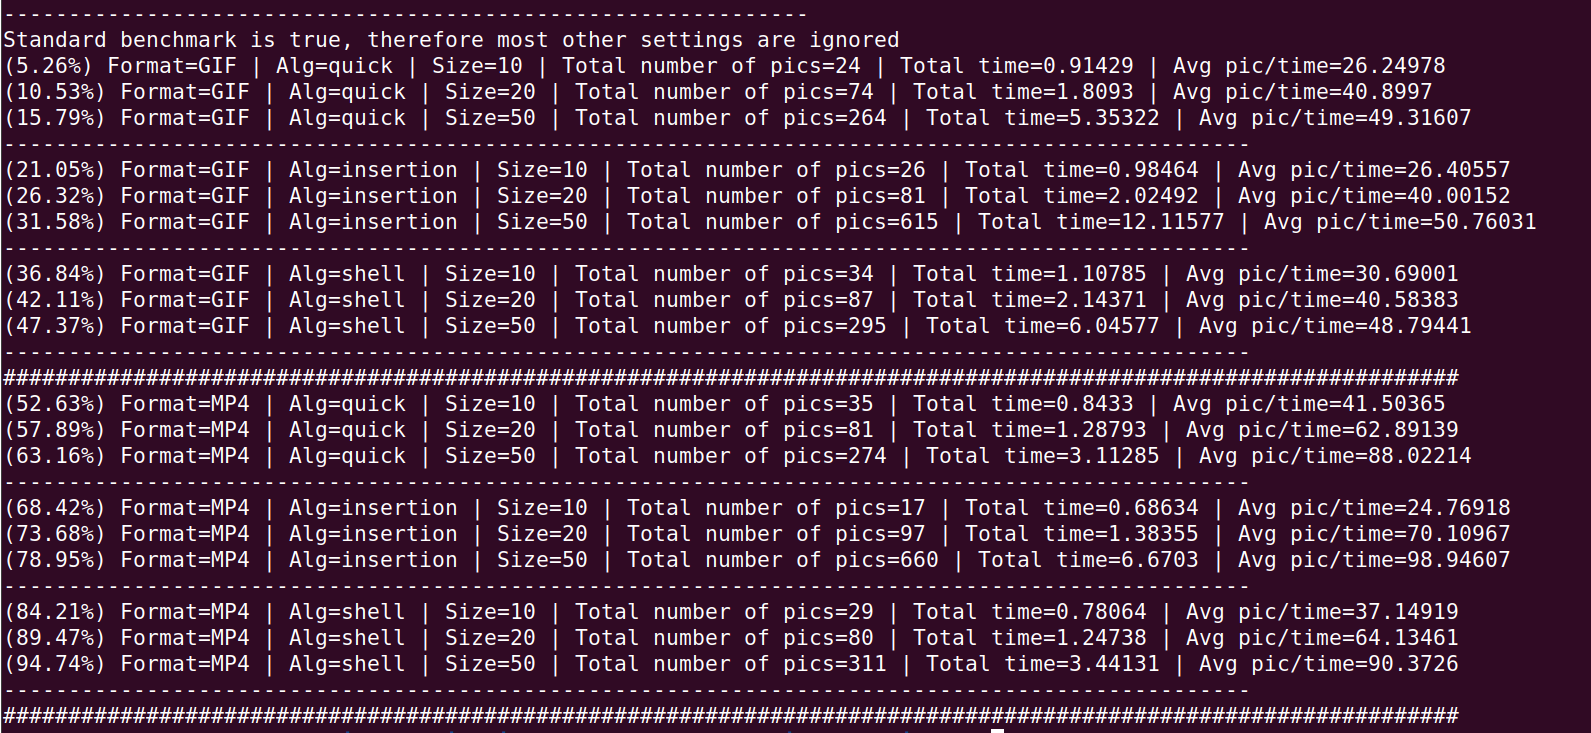 --------------------------------------------------------------
Standard benchmark is true, therefore most other settings are ignored
(5.26%) Format=GIF | Alg=quick | Size=10 | Total number of pics=24 | Total time=0.91429 | Avg pic/time=26.24978
(10.53%) Format=GIF | Alg=quick | Size=20 | Total number of pics=74 | Total time=1.8093 | Avg pic/time=40.8997
(15.79%) Format=GIF | Alg=quick | Size=50 | Total number of pics=264 | Total time=5.35322 | Avg pic/time=49.31607
------------------------------------------------------------------------------------------------
(21.05%) Format=GIF | Alg=insertion | Size=10 | Total number of pics=26 | Total time=0.98464 | Avg pic/time=26.40557
(26.32%) Format=GIF | Alg=insertion | Size=20 | Total number of pics=81 | Total time=2.02492 | Avg pic/time=40.00152
(31.58%) Format=GIF | Alg=insertion | Size=50 | Total number of pics=615 | Total time=12.11577 | Avg pic/time=50.76031
------------------------------------------------------------------------------------------------
(36.84%) Format=GIF | Alg=shell | Size=10 | Total number of pics=34 | Total time=1.10785 | Avg pic/time=30.69001
(42.11%) Format=GIF | Alg=shell | Size=20 | Total number of pics=87 | Total time=2.14371 | Avg pic/time=40.58383
(47.37%) Format=GIF | Alg=shell | Size=50 | Total number of pics=295 | Total time=6.04577 | Avg pic/time=48.79441
------------------------------------------------------------------------------------------------
################################################################################################################
(52.63%) Format=MP4 | Alg=quick | Size=10 | Total number of pics=35 | Total time=0.8433 | Avg pic/time=41.50365
(57.89%) Format=MP4 | Alg=quick | Size=20 | Total number of pics=81 | Total time=1.28793 | Avg pic/time=62.89139
(63.16%) Format=MP4 | Alg=quick | Size=50 | Total number of pics=274 | Total time=3.11285 | Avg pic/time=88.02214
------------------------------------------------------------------------------------------------
(68.42%) Format=MP4 | Alg=insertion | Size=10 | Total number of pics=17 | Total time=0.68634 | Avg pic/time=24.76918
(73.68%) Format=MP4 | Alg=insertion | Size=20 | Total number of pics=97 | Total time=1.38355 | Avg pic/time=70.10967
(78.95%) Format=MP4 | Alg=insertion | Size=50 | Total number of pics=660 | Total time=6.6703 | Avg pic/time=98.94607
------------------------------------------------------------------------------------------------
(84.21%) Format=MP4 | Alg=shell | Size=10 | Total number of pics=29 | Total time=0.78064 | Avg pic/time=37.14919
(89.47%) Format=MP4 | Alg=shell | Size=20 | Total number of pics=80 | Total time=1.24738 | Avg pic/time=64.13461
(94.74%) Format=MP4 | Alg=shell | Size=50 | Total number of pics=311 | Total time=3.44131 | Avg pic/time=90.3726
------------------------------------------------------------------------------------------------
################################################################################################################